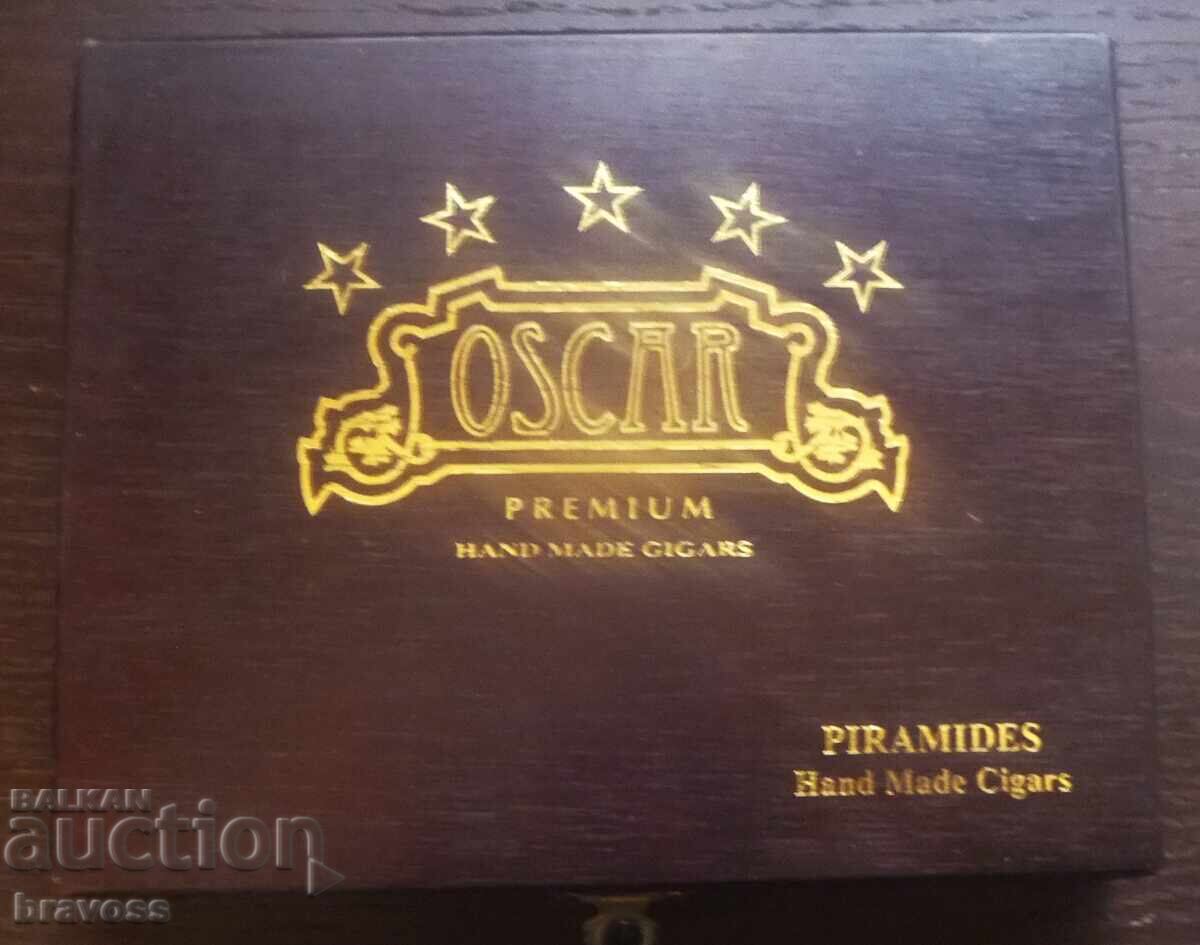 OSCAR
PREMIUM
HAND MADE CIGARS
PIRAMIDES
Hand Made Cigars
BALKAN
auction
bravoss